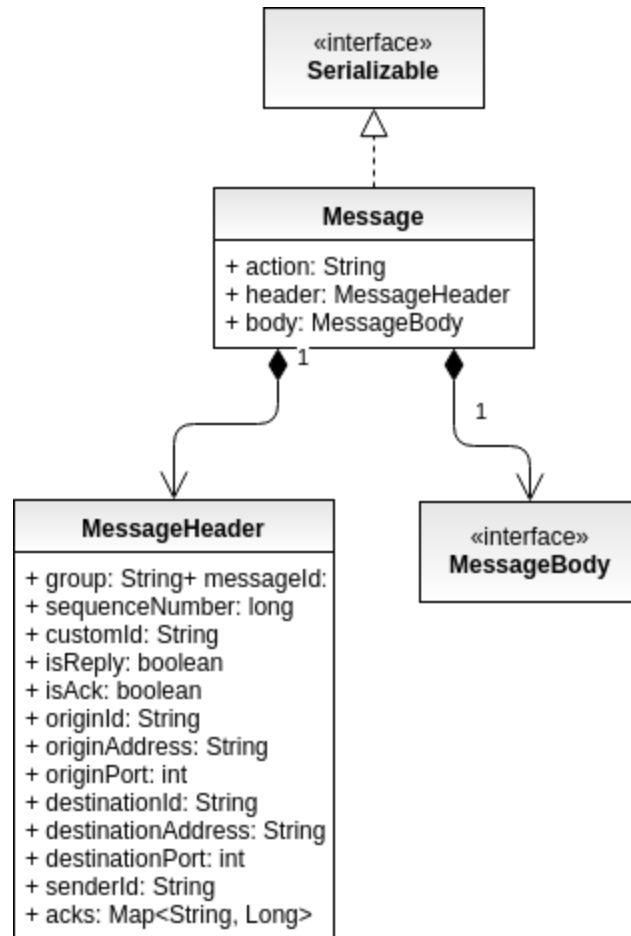 «interface»
Serializable
Message
+ action: String
+ header: MessageHeader
+ body: MessageBody
1
1
MessageHeader
+ group: String+ messageId:
+ sequenceNumber: long
+ customId: String
+ isReply: boolean
+ isAck: boolean
+ originId: String
+ originAddress: String
+ originPort: int
+ destinationId: String
+ destinationAddress: String
+ destinationPort: int
+ senderId: String
+ acks: Map<String, Long>
«interface»
MessageBody